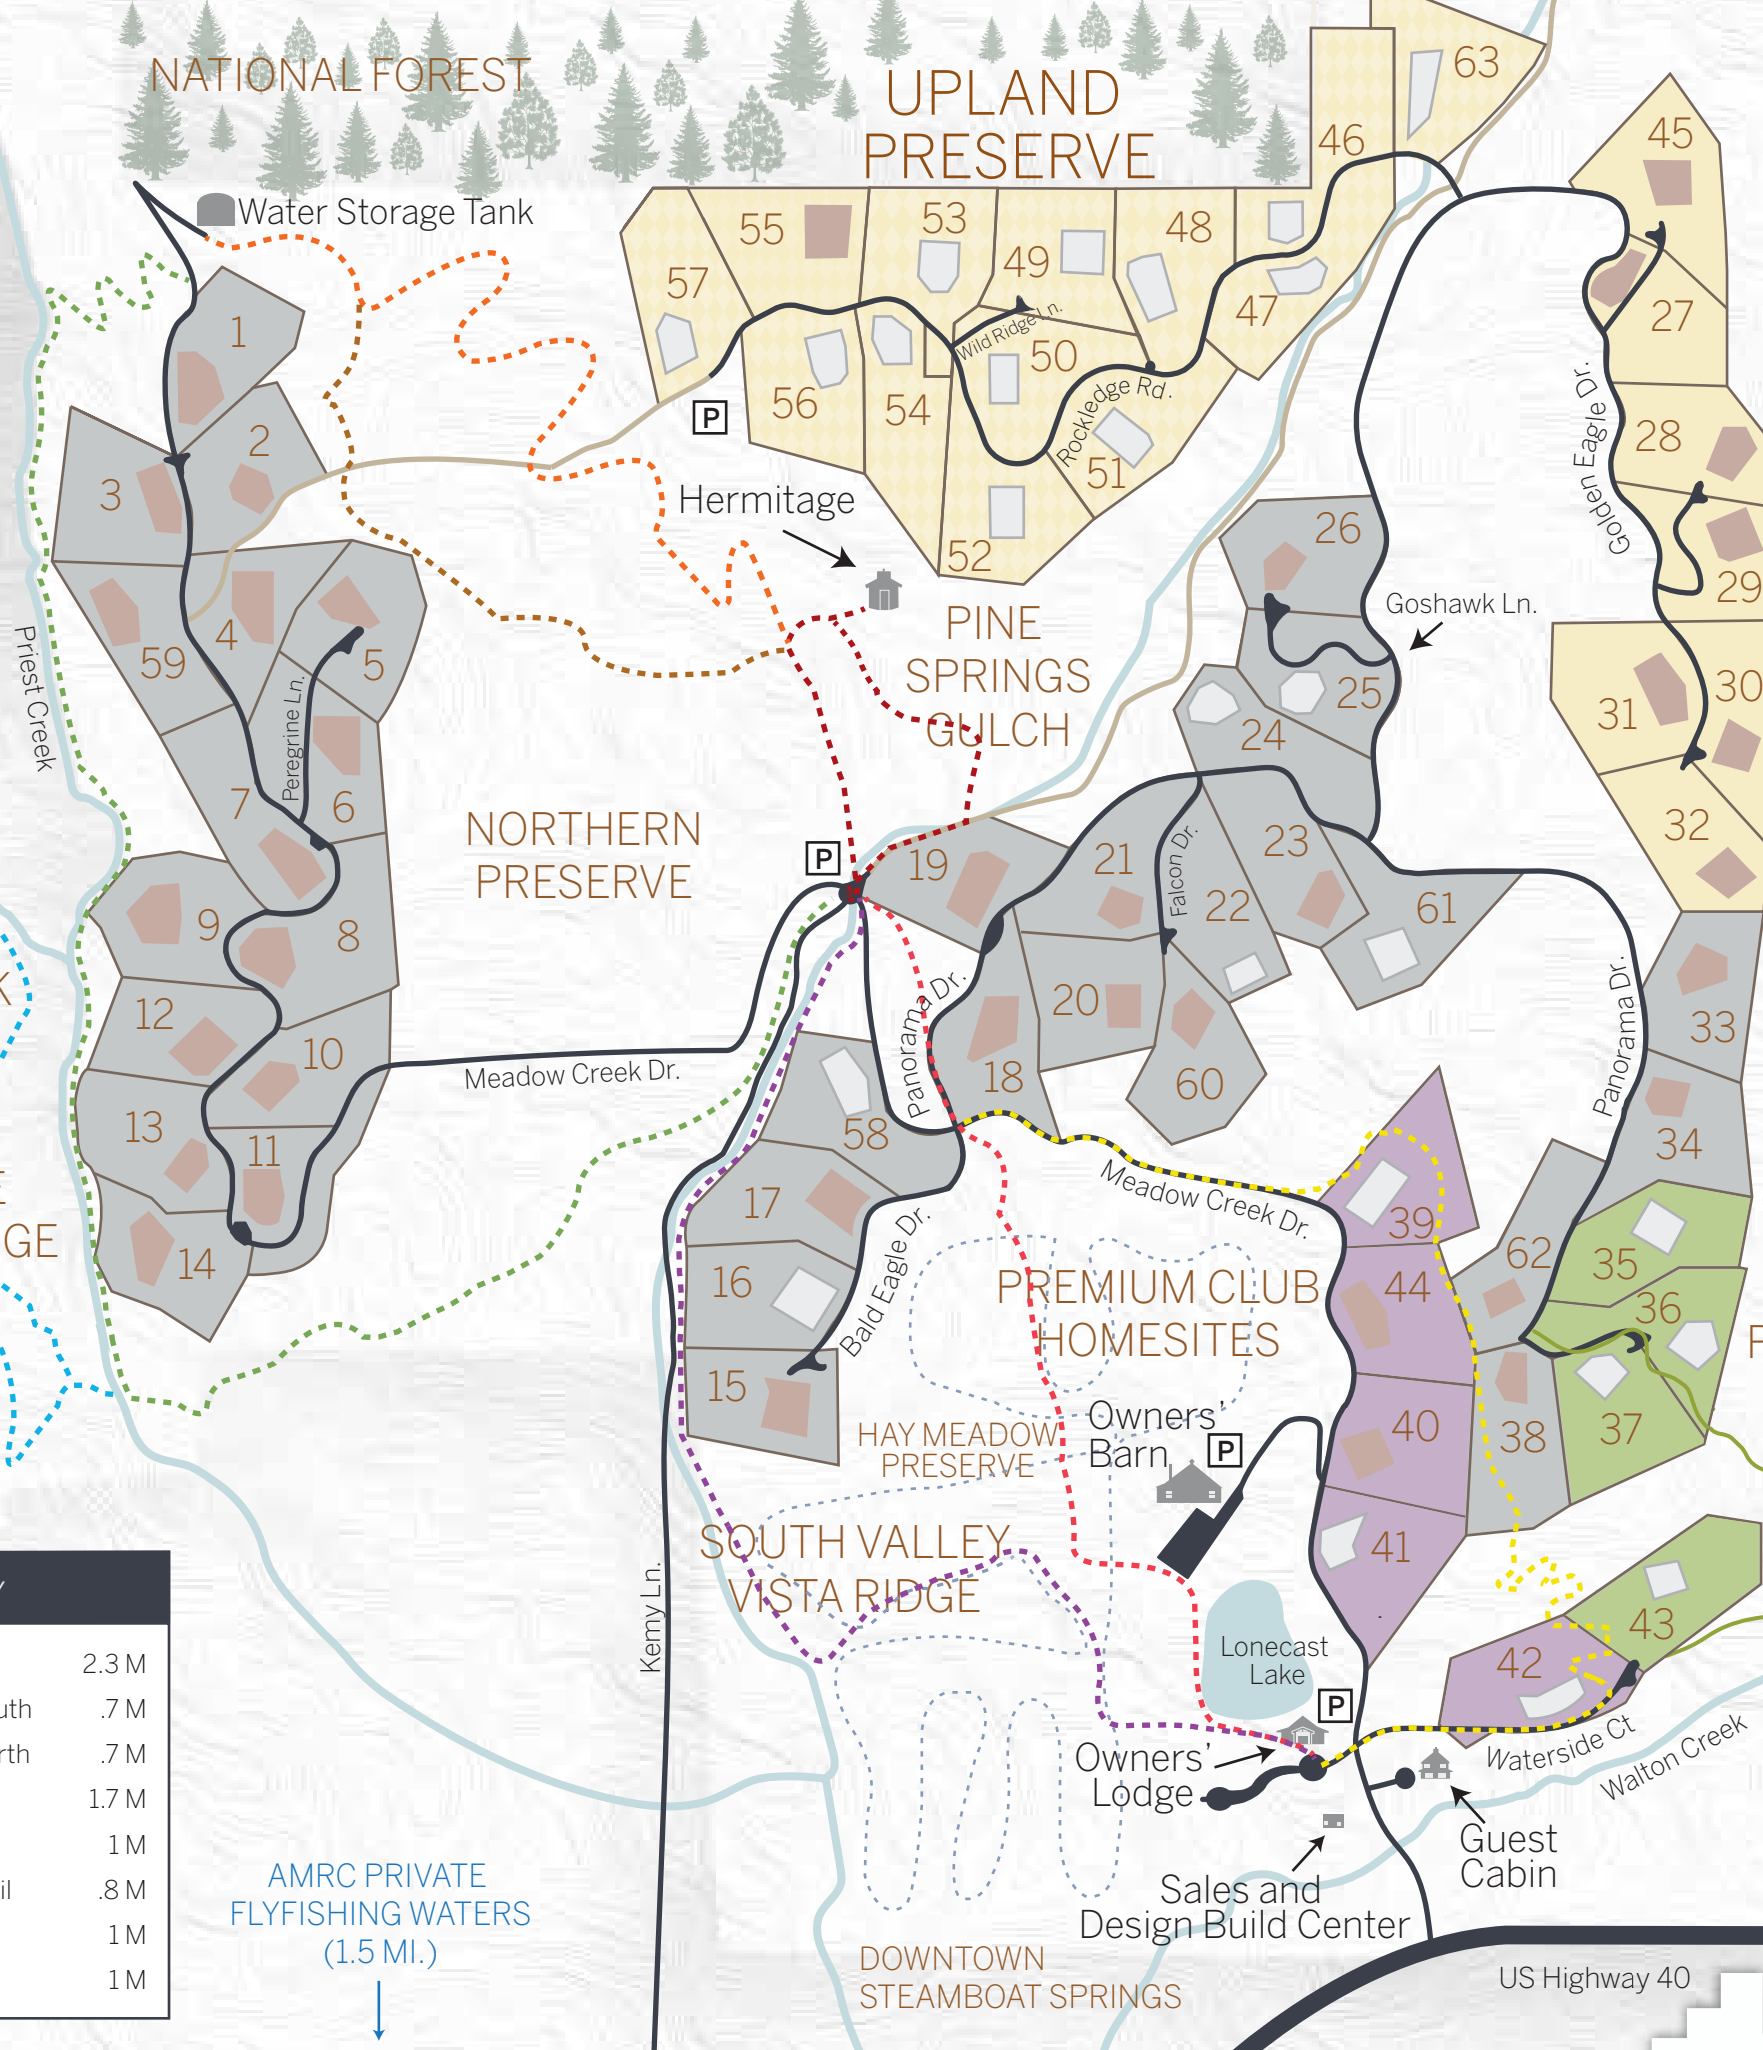 NATIONAL FOREST
UPLAND
PRESERVE
63
46
45
Water Storage Tank
55
53
49
48
57
47
27
1
Wild Ridge Ln.
50
56
54
Rockledge Rd.
51
52
P
2
3
28
Golden Eagle Dr.
29
Hermitage
26
Goshawk Ln.
PINE
SPRINGS
GULCH
Priest Creek
59
4
5
Peregrine Ln.
7
6
25
24
31
30
32
NORTHERN
PRESERVE
P
19
21
Falcon Dr.
22
23
61
9
8
K
12
10
13
11
14
Meadow Creek Dr.
Panorama Dr.
20
18
60
Panorama Dr.
33
34
58
17
16
15
Bald Eagle Dr.
Meadow Creek Dr.
39
44
62
35
36
37
38
40
41
E
GE
PREMIUM CLUB
HOMESITES
F
HAY MEADOW
PRESERVE
Owners'
Barn
P
SOUTH VALLEY
VISTA RIDGE
Kemy Ln.
Lonecast
Lake
43
42
P
Owners'
Lodge
Waterside Ct
Walton Creek
Guest
Cabin
Sales and
Design Build Center
Y
2.3 M
uth .7 M
rth .7 M
1.7 M
1 M
il .8 M
1 M
1 M
AMRC PRIVATE
FLYFISHING WATERS
(1.5 MI.)
DOWNTOWN
STEAMBOAT SPRINGS
US Highway 40